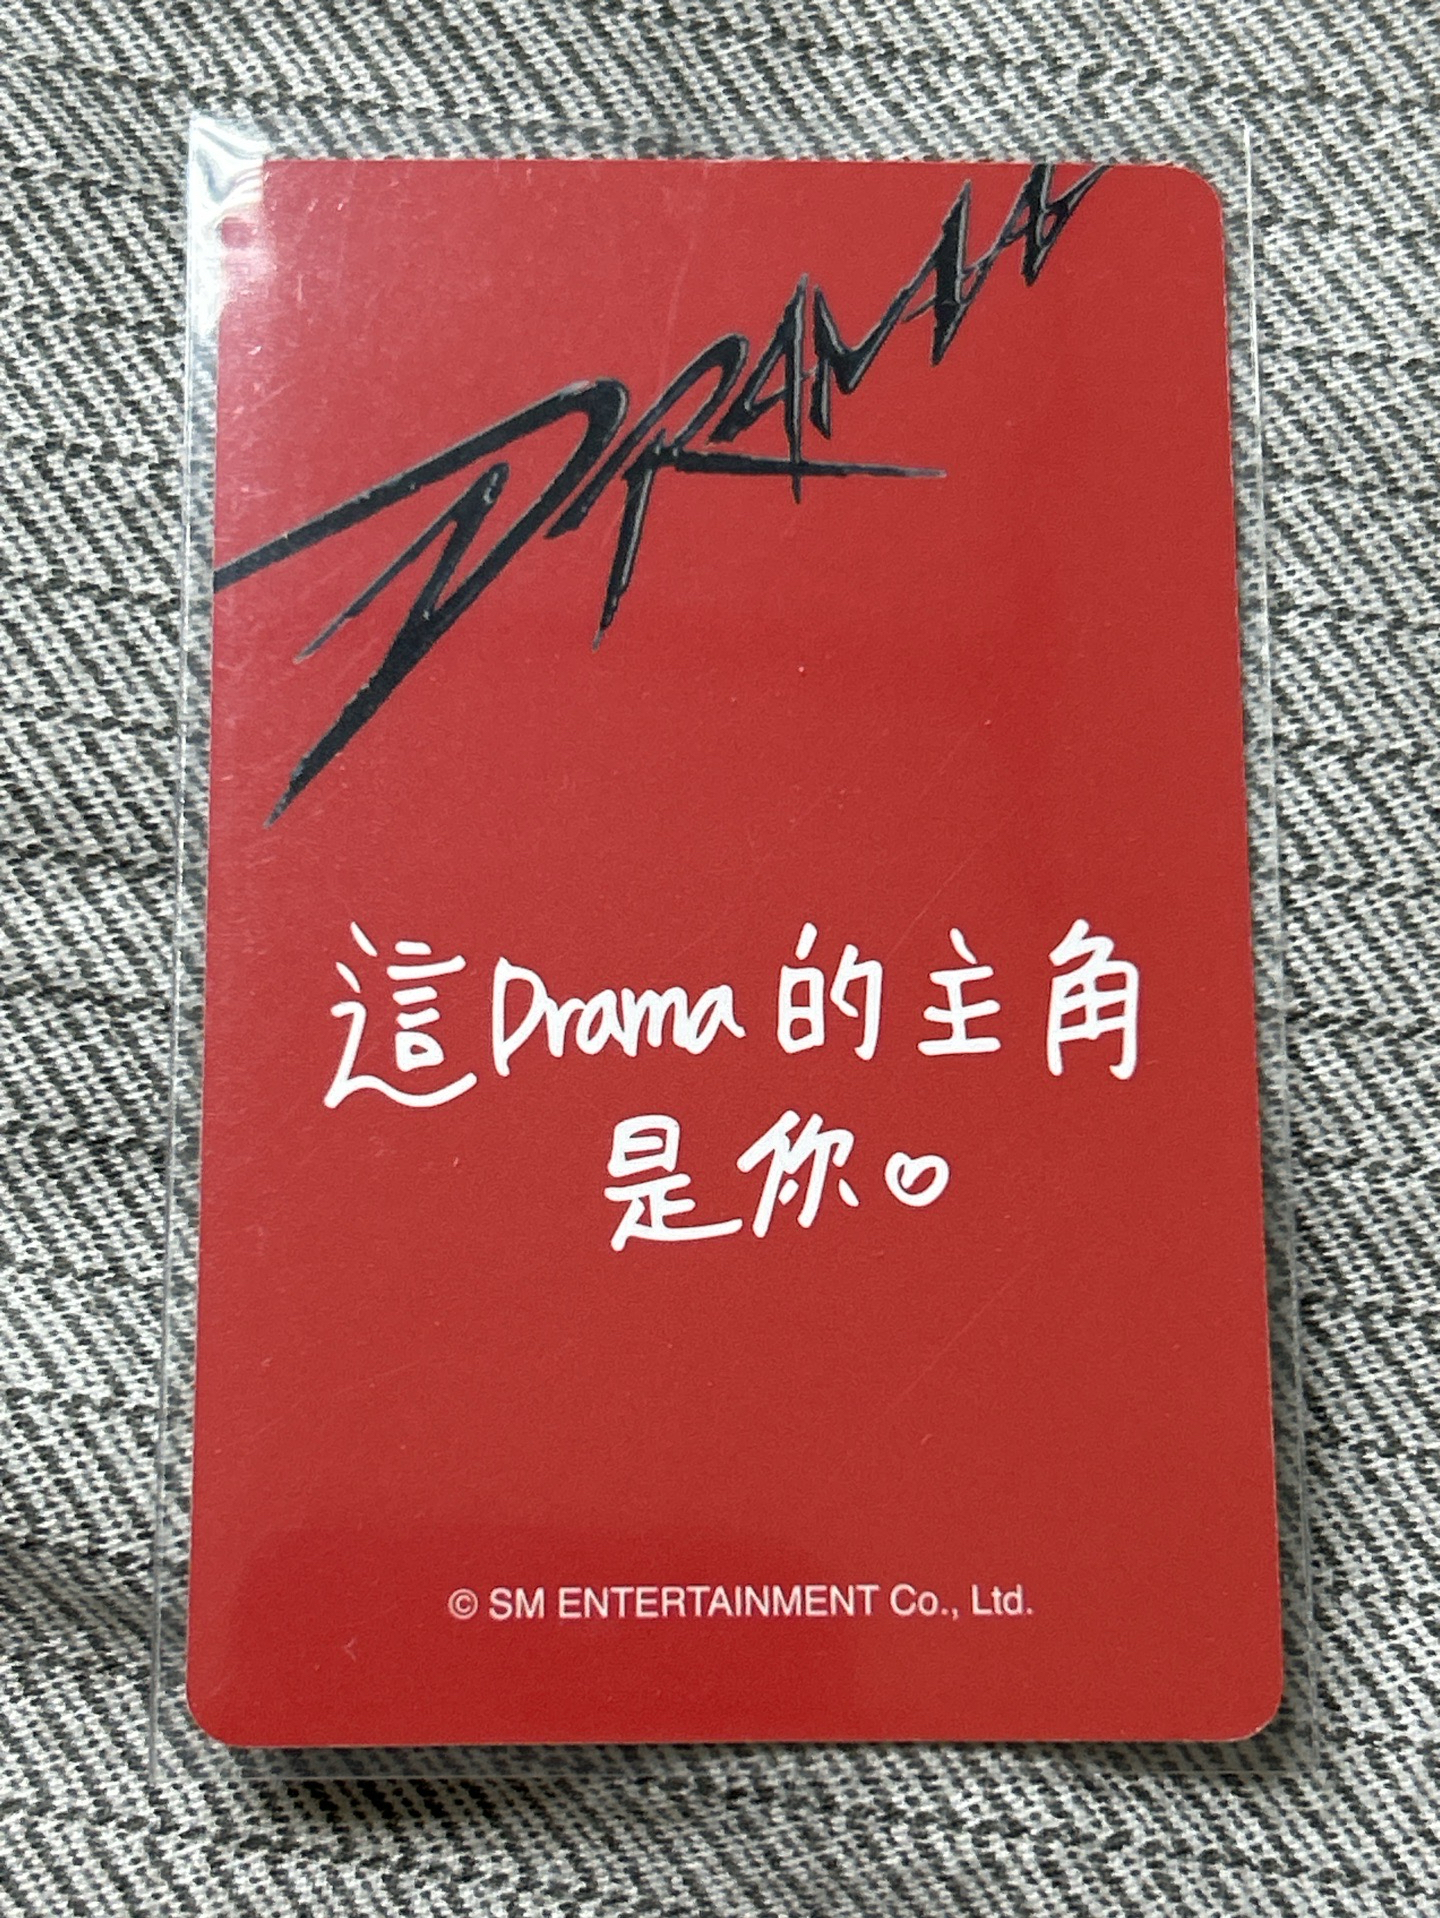 DRAMA
這Drama的主角
是你♡
© SM ENTERTAINMENT Co., Ltd.